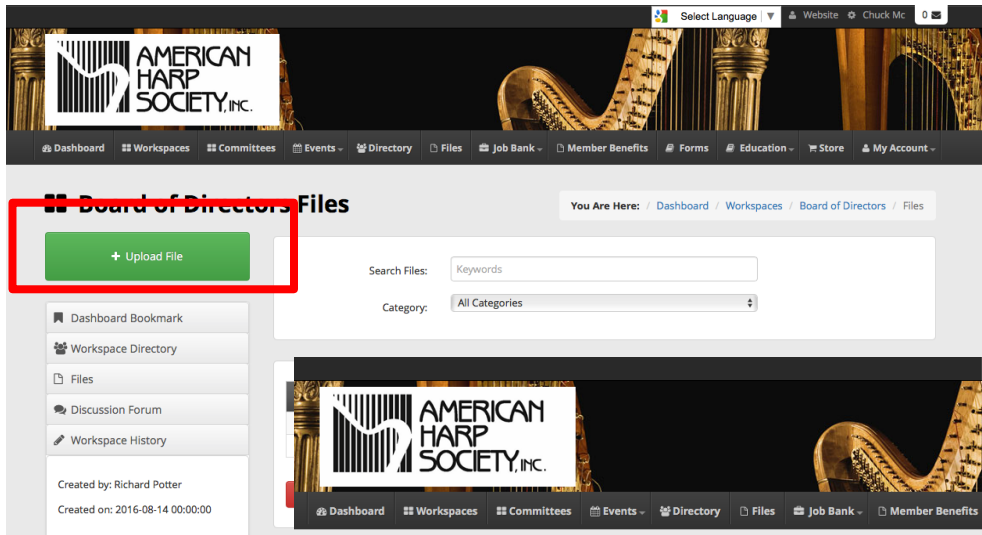 Select Language ▼ Website Chuck Mc 0
AMERICAN
HARP
SOCIETY, INC.
Dashboard Workspaces Committees Events Directory Files Job Bank Member Benefits Forms Education Store My Account
Board of Directors Files
You Are Here: / Dashboard / Workspaces / Board of Directors / Files
+ Upload File
Search Files: Keywords
Category: All Categories
Dashboard Bookmark
Workspace Directory
Files
Discussion Forum
Workspace History
Created by: Richard Potter
Created on: 2016-08-14 00:00:00
AMERICAN
HARP
SOCIETY, INC.
Dashboard Workspaces Committees Events Directory Files Job Bank Member Benefits